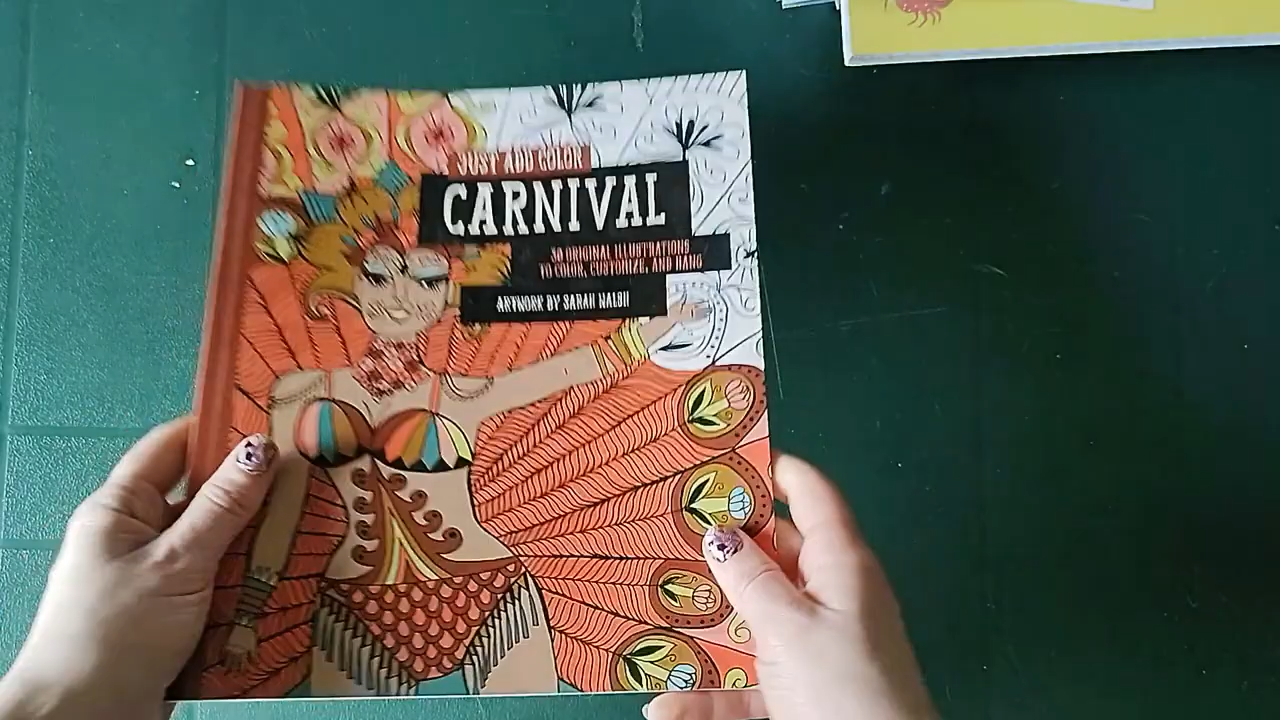 JUST ADD COLOR
CARNIVAL
30 ORIGINAL ILLUSTRATIONS
TO COLOR, CUSTOMIZE, AND HANG
ARTWORK BY SARAH WALSH